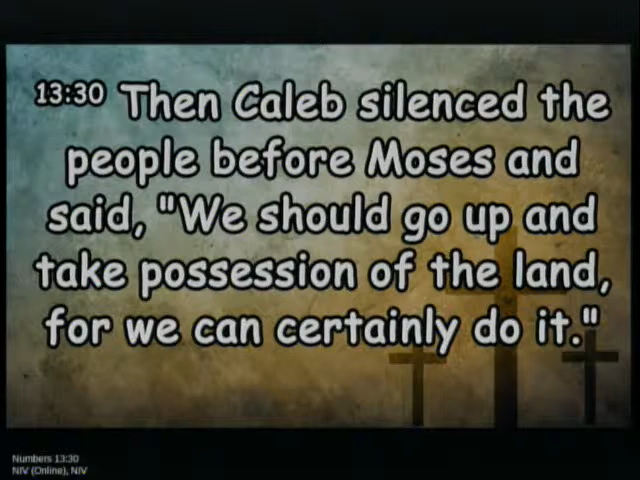 13:30 Then Caleb silenced the
people before Moses and
said, "We should go up and
take possession of the land,
for we can certainly do it."
Numbers 13:30
NIV (Online), NIV